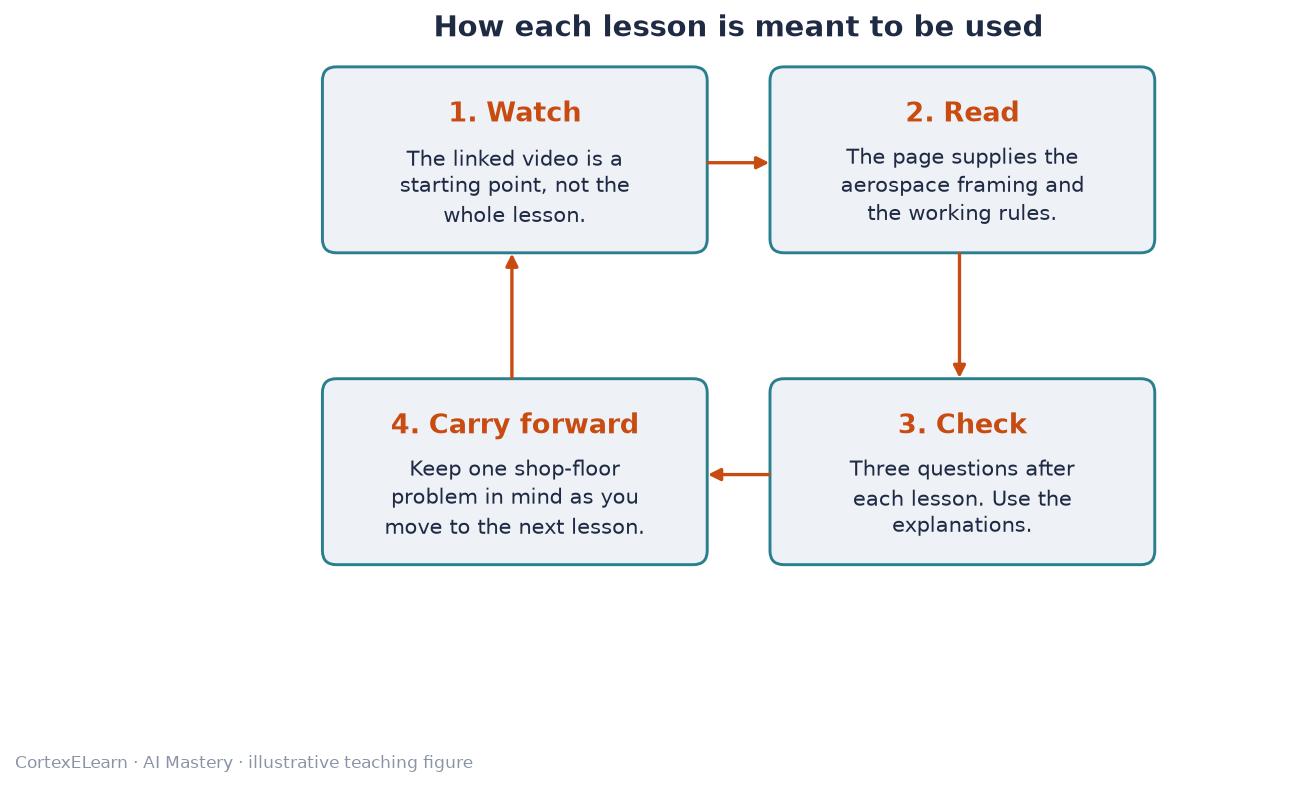 How each lesson is meant to be used
1. Watch
The linked video is a
starting point, not the
whole lesson.
2. Read
The page supplies the
aerospace framing and
the working rules.
4. Carry forward
Keep one shop-floor
problem in mind as you
move to the next lesson.
3. Check
Three questions after
each lesson. Use the
explanations.
CortexELearn · AI Mastery · illustrative teaching figure